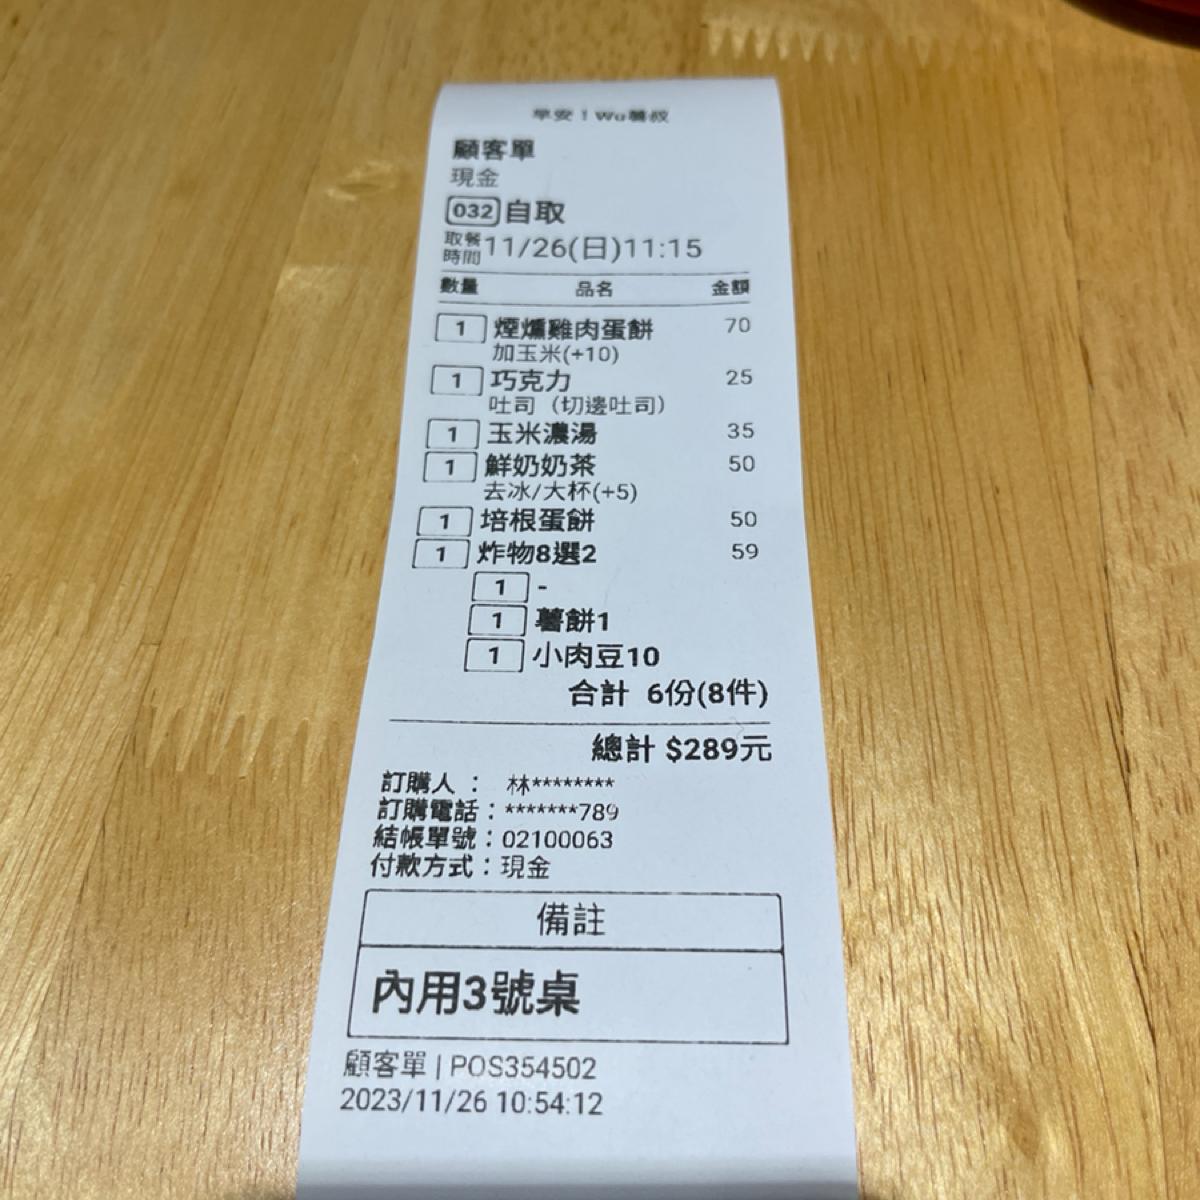 早安！Wu薯叔
顧客單
現金
032 自取
取餐時間 11/26(日)11:15
數量 品名 金額
1 煙燻雞肉蛋餅 70
加玉米(+10)
1 巧克力 25
吐司（切邊吐司）
1 玉米濃湯 35
1 鮮奶奶茶 50
去冰/大杯(+5)
1 培根蛋餅 50
1 炸物8選2 59
1 -
1 薯餅1
1 小肉豆10
合計 6份(8件)
總計 $289元
訂購人： 林********
訂購電話：*******789
結帳單號：02100063
付款方式：現金
備註
內用3號桌
顧客單 | POS354502
2023/11/26 10:54:12